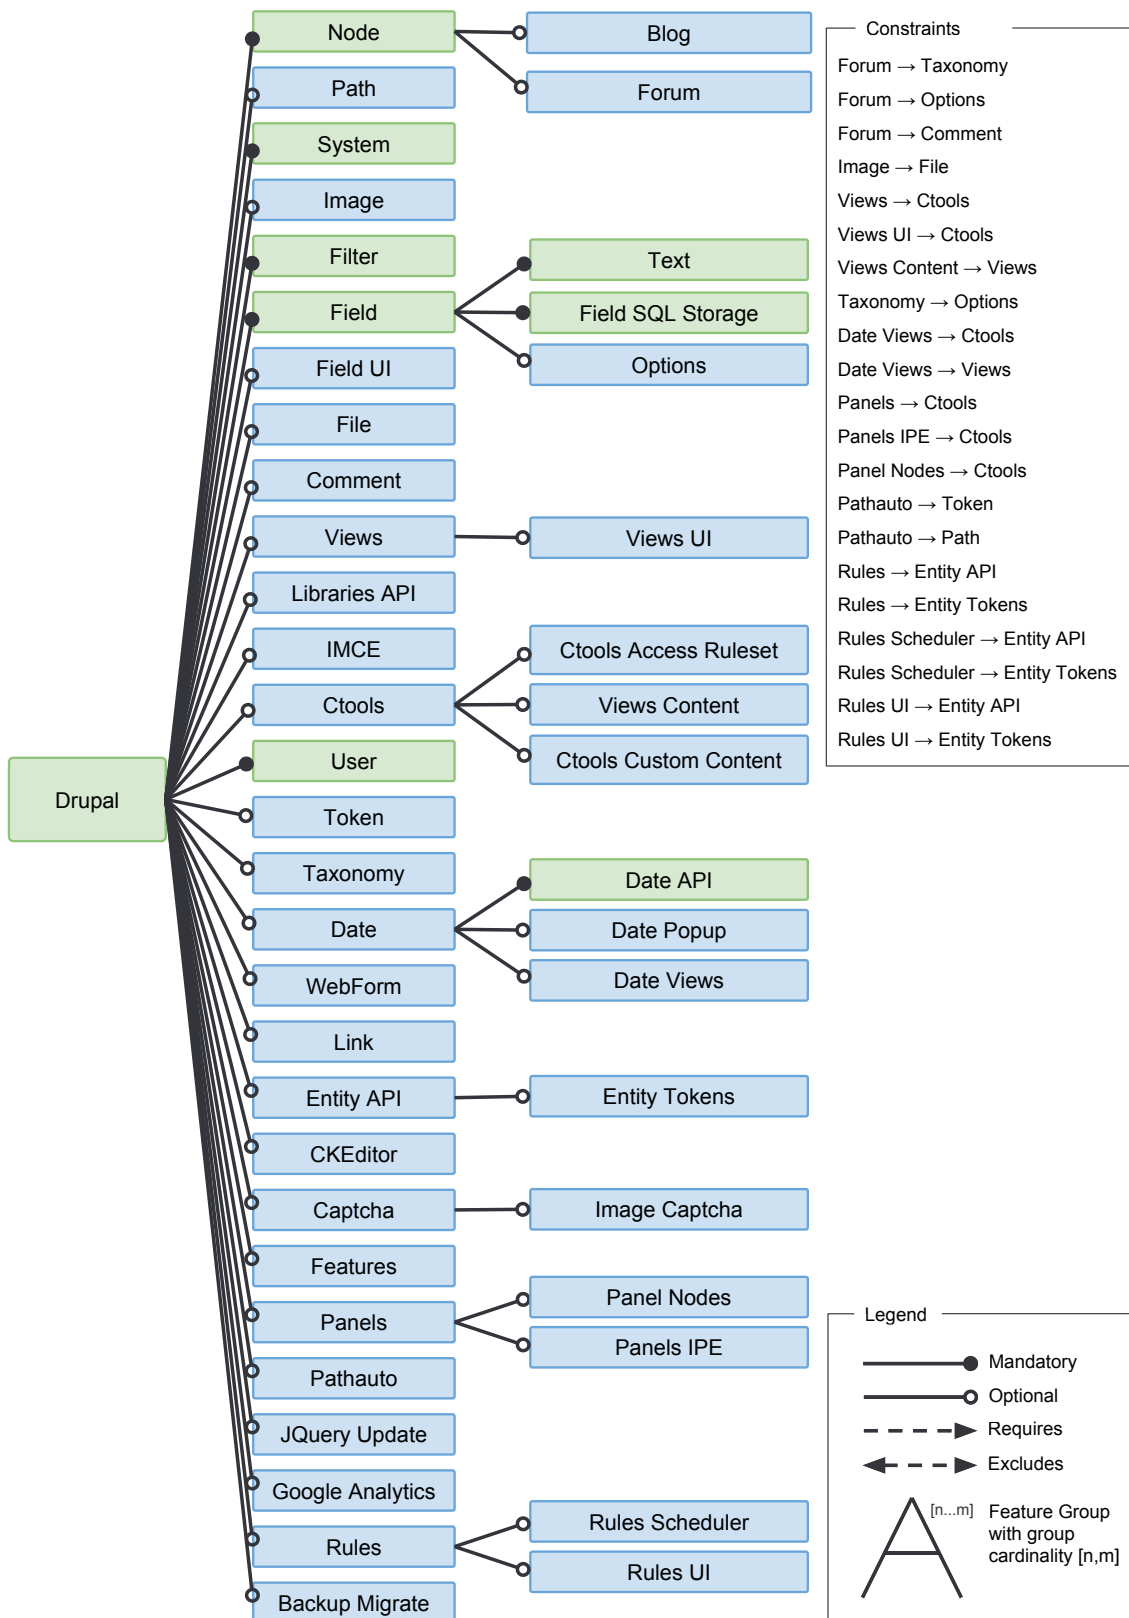 Drupal
Node
Path
System
Image
Filter
Field
Field UI
File
Comment
Views
Libraries API
IMCE
Ctools
User
Token
Taxonomy
Date
WebForm
Link
Entity API
CKEditor
Captcha
Features
Panels
Pathauto
JQuery Update
Google Analytics
Rules
Backup Migrate
Blog
Forum
Text
Field SQL Storage
Options
Views UI
Ctools Access Ruleset
Views Content
Ctools Custom Content
Date API
Date Popup
Date Views
Entity Tokens
Image Captcha
Panel Nodes
Panels IPE
Rules Scheduler
Rules UI
Constraints
Forum → Taxonomy
Forum → Options
Forum → Comment
Image → File
Views → Ctools
Views UI → Ctools
Views Content → Views
Taxonomy → Options
Date Views → Ctools
Date Views → Views
Panels → Ctools
Panels IPE → Ctools
Panel Nodes → Ctools
Pathauto → Token
Pathauto → Path
Rules → Entity API
Rules → Entity Tokens
Rules Scheduler → Entity API
Rules Scheduler → Entity Tokens
Rules UI → Entity API
Rules UI → Entity Tokens
Legend
Mandatory
Optional
Requires
Excludes
[n...m]
Feature Group
with group
cardinality [n,m]